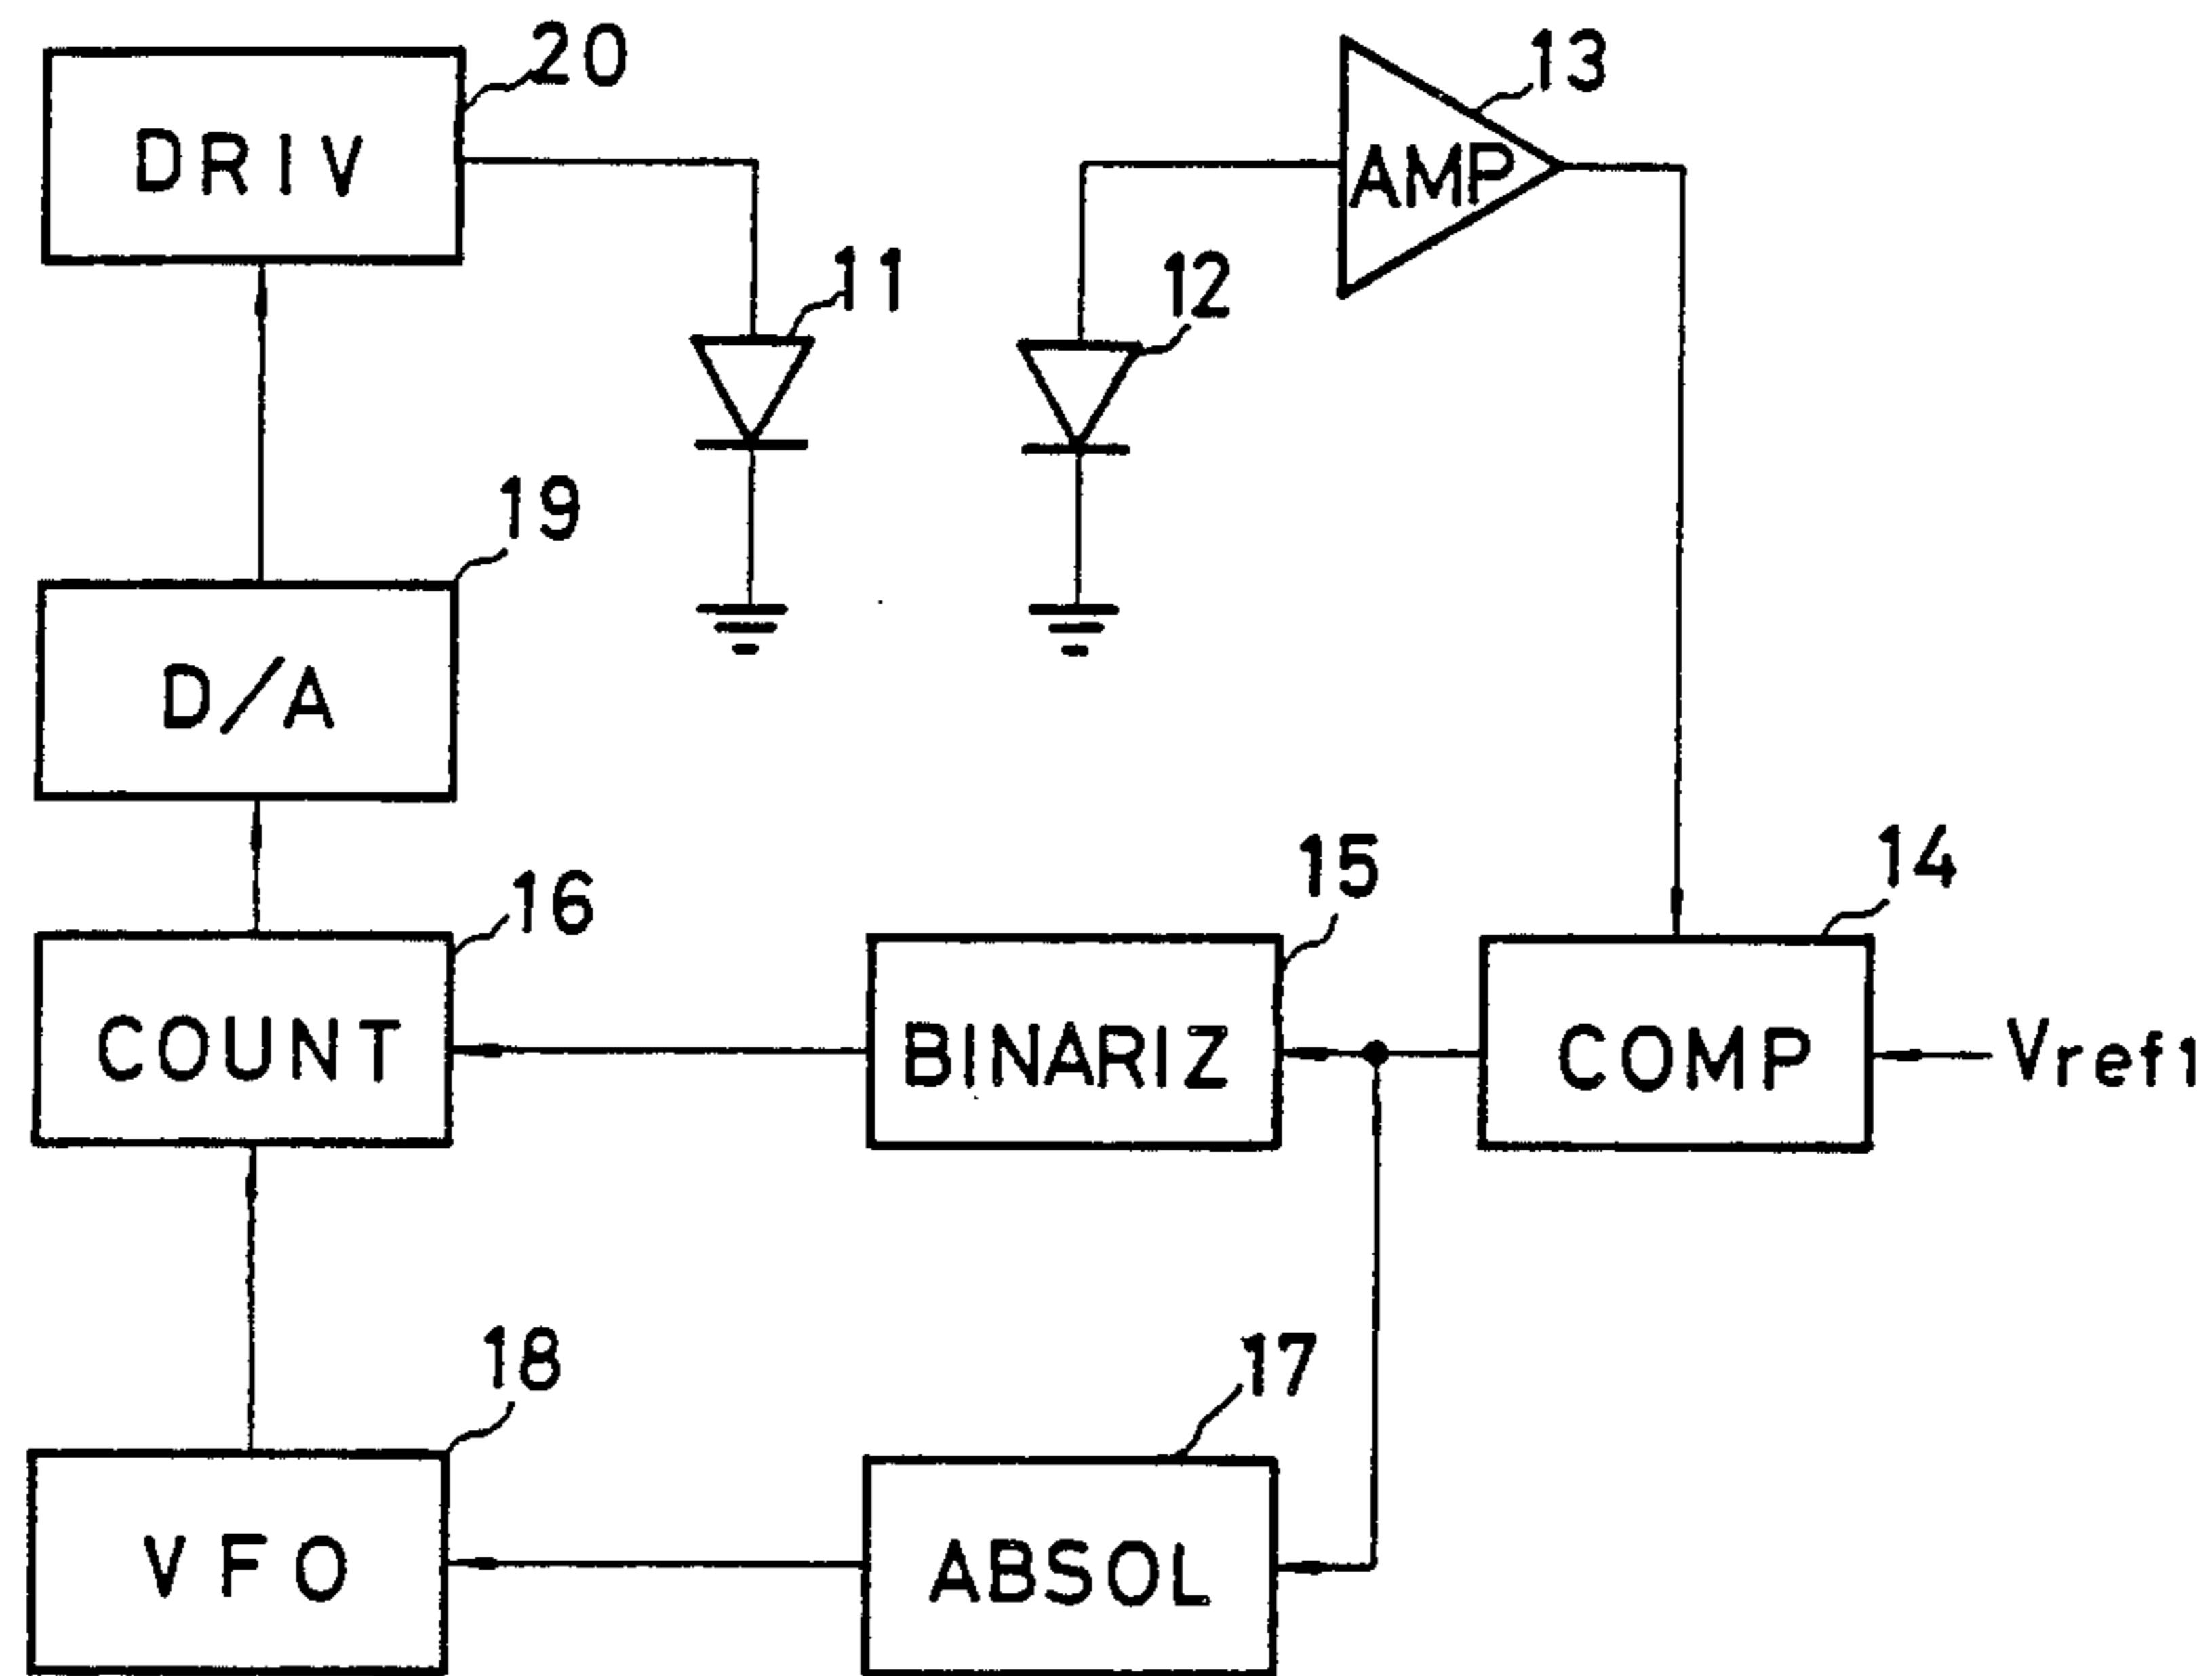 20
13
DRIV
AMP
11
12
19
D/A
15
14
16
COUNT
BINARIZ
COMP
Vref1
18
17
VFO
ABSOL